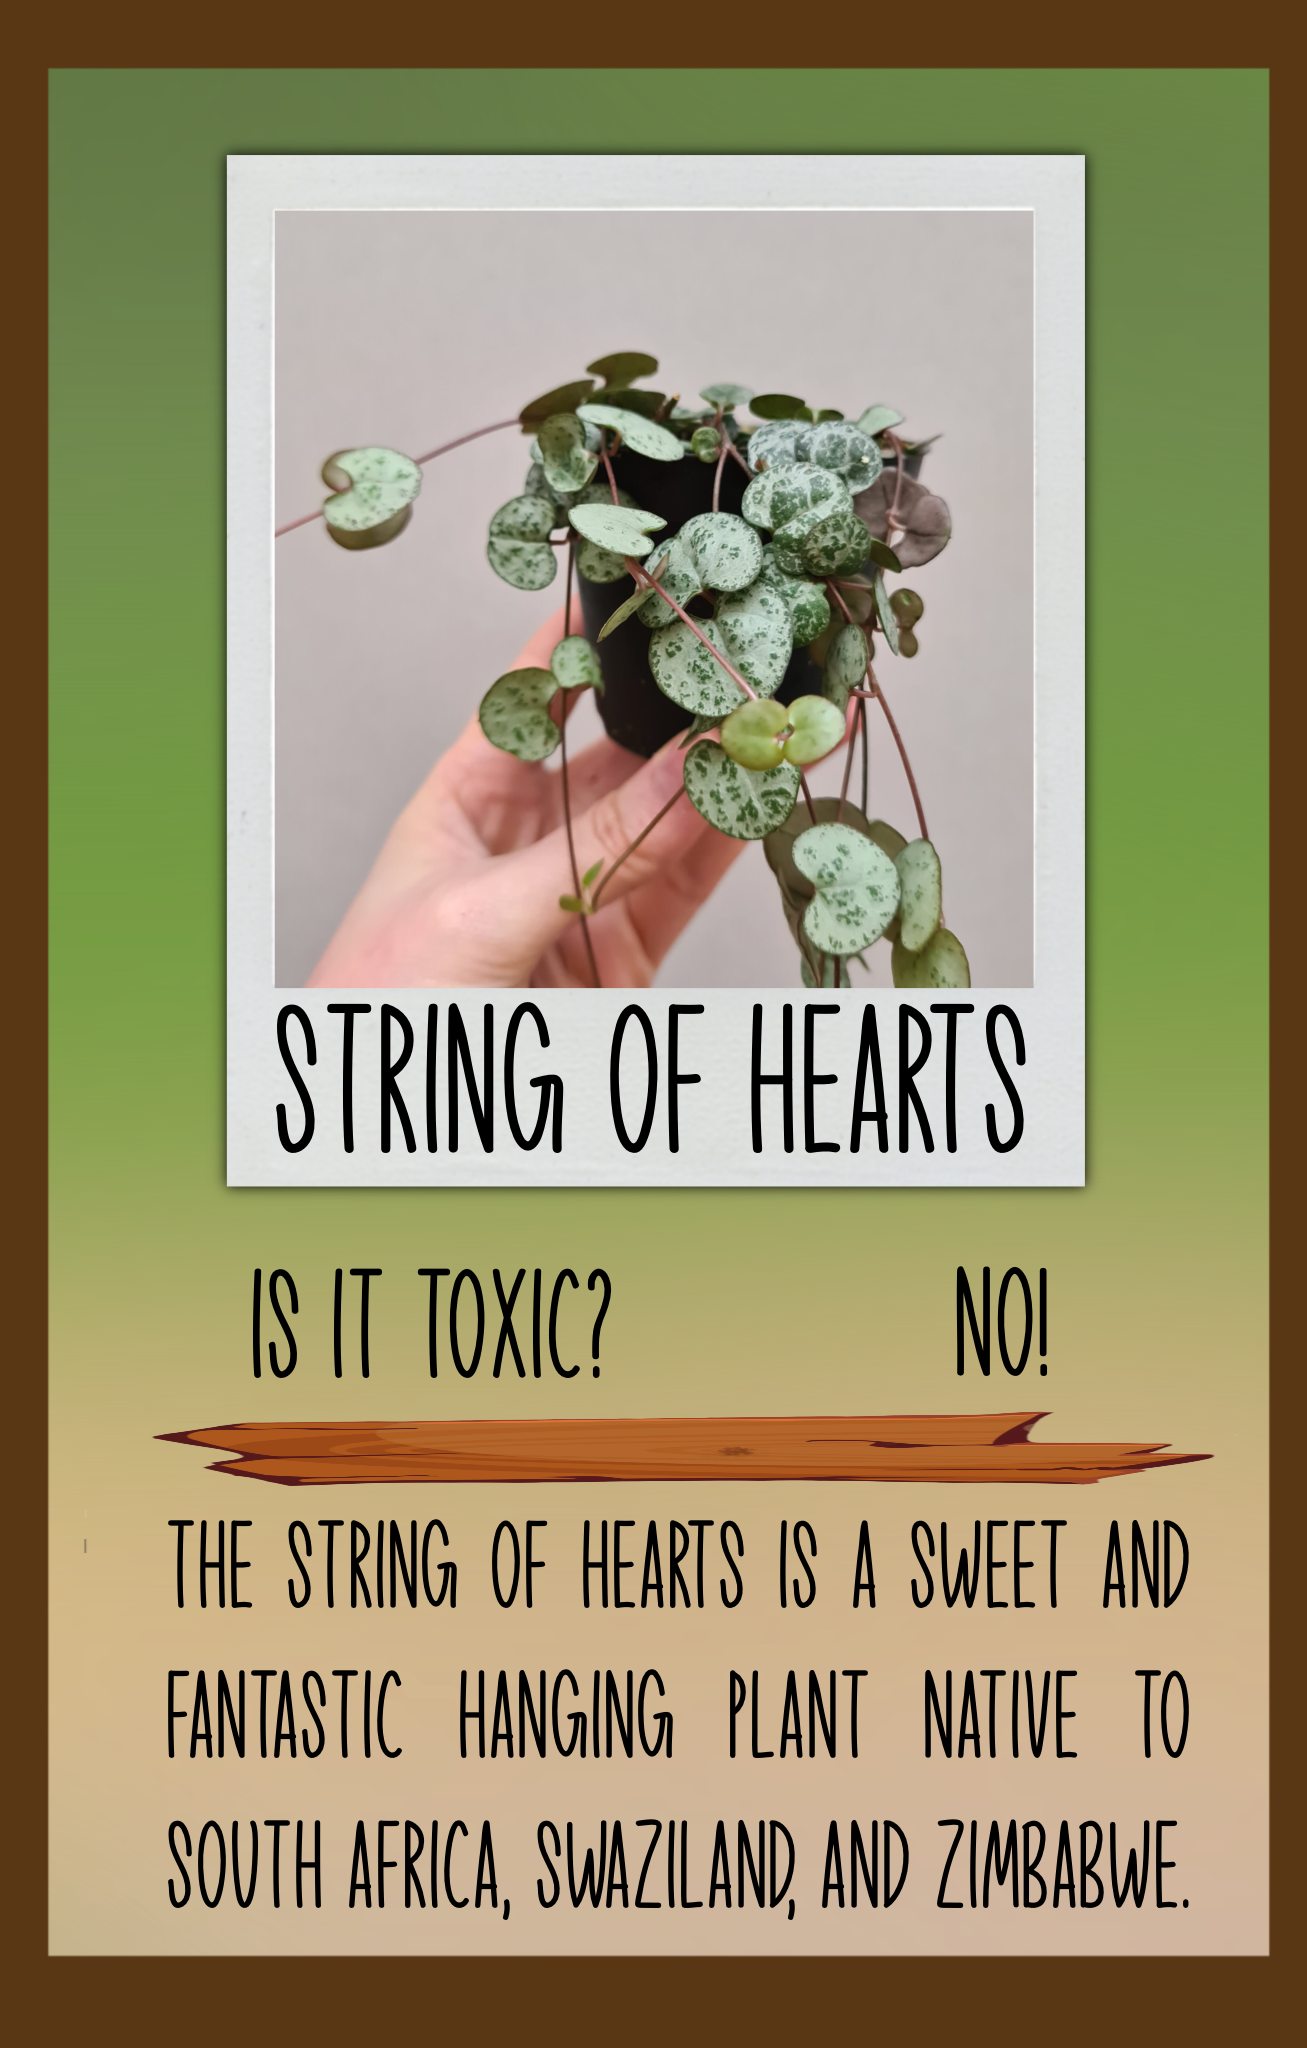 STRING OF HEARTS
IS IT TOXIC? NO!
THE STRING OF HEARTS IS A SWEET AND
FANTASTIC HANGING PLANT NATIVE TO
SOUTH AFRICA, SWAZILAND, AND ZIMBABWE.